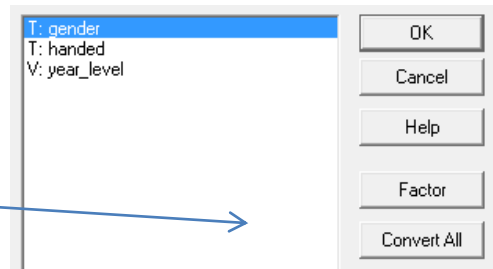 T: gender
T: handed
V: year_level
OK
Cancel
Help
Factor
Convert All